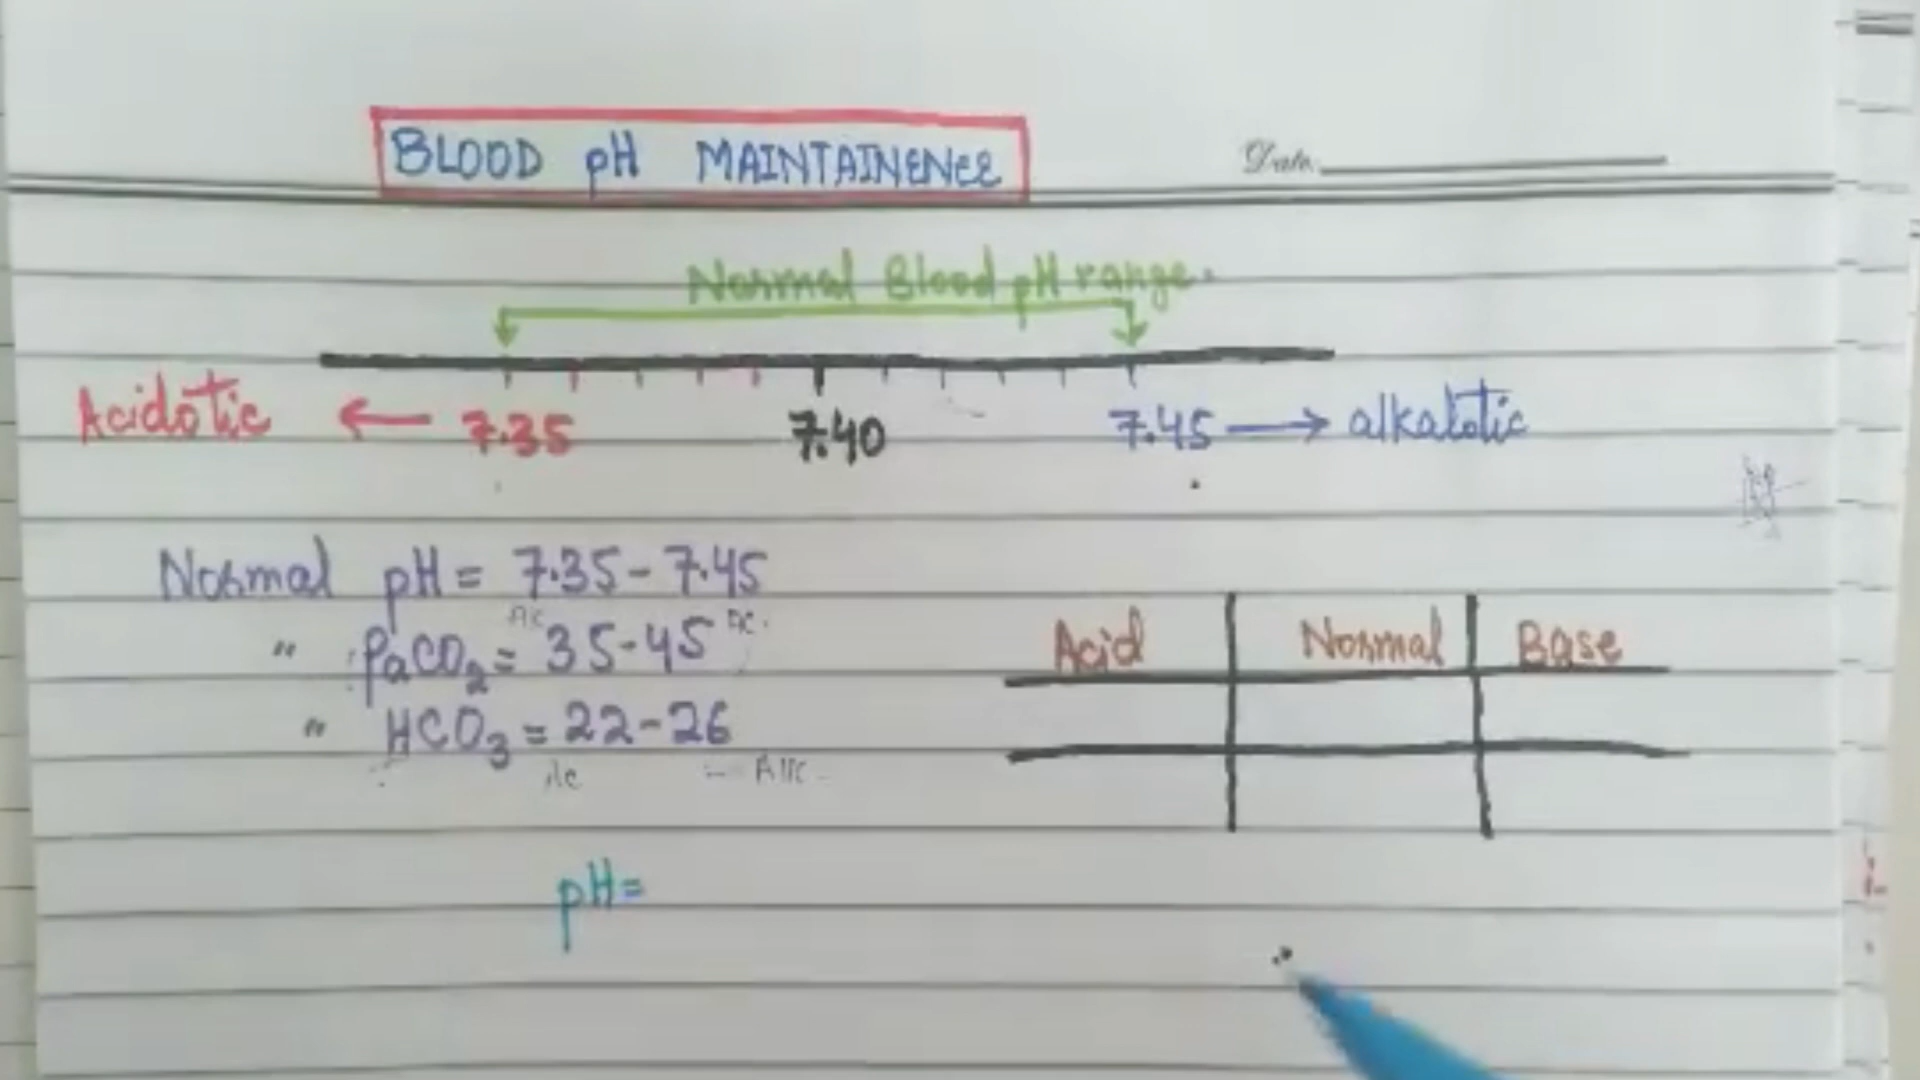 BLOOD pH MAINTAINENCE
Date.
Normal Blood pH range.
Acidotic ← 7.35 7.40 7.45 → alkalotic
Normal pH = 7.35-7.45
" PaCO2 = 35-45
" HCO3 = 22-26
Acid Normal Base
pH=